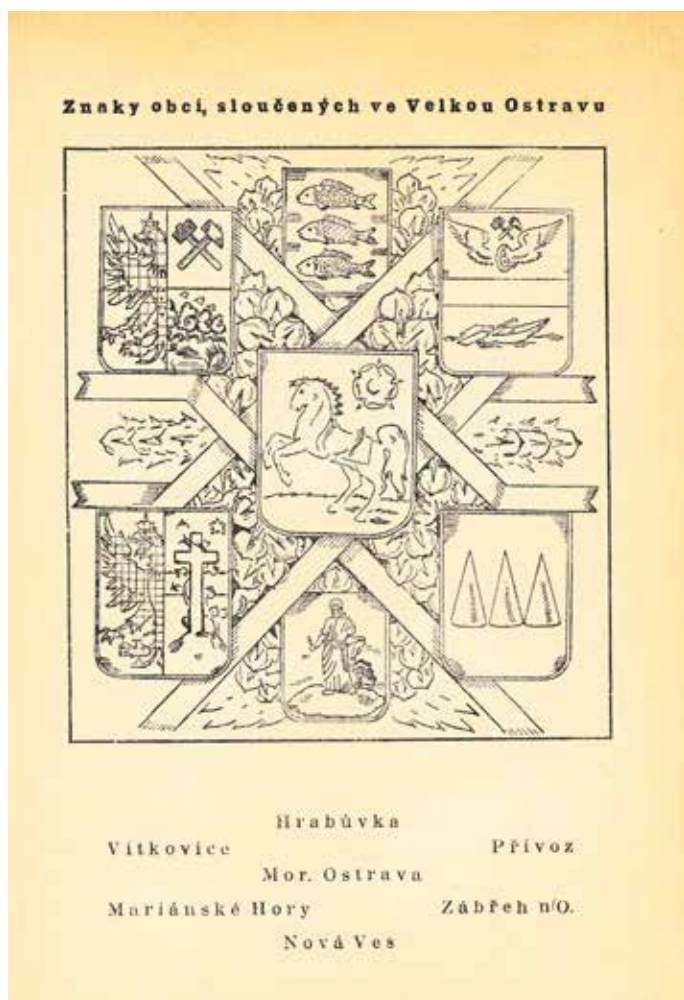 Znaky obcí, sloučených ve Velkou Ostravu
Hrabůvka
Vítkovice Přívoz
Mor. Ostrava
Mariánské Hory Zábřeh n/O.
Nová Ves